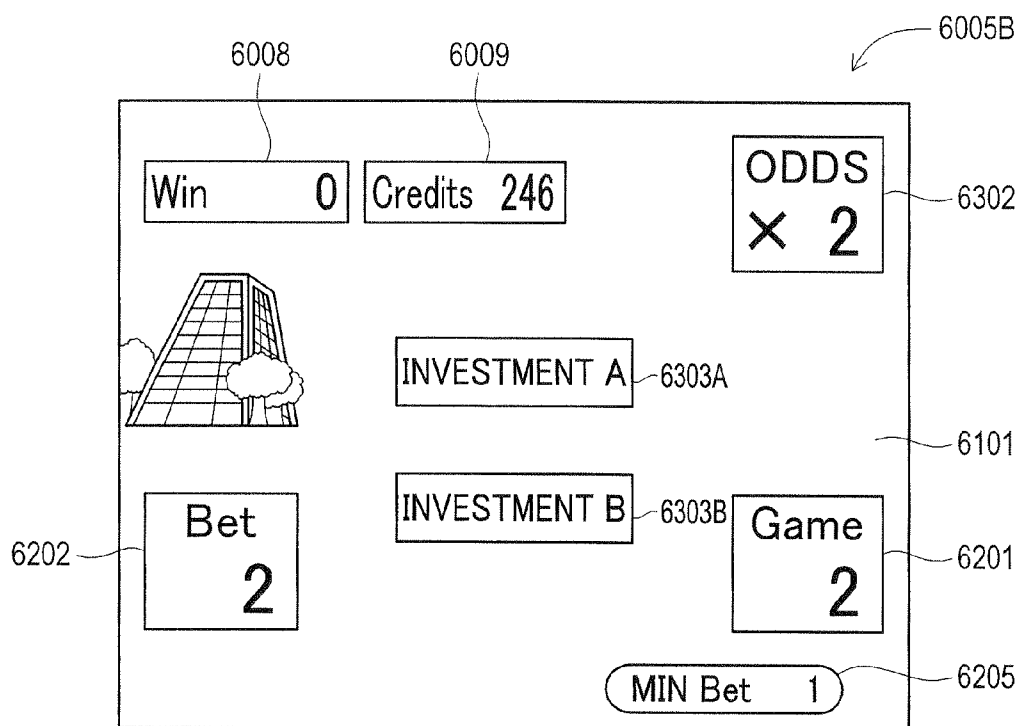 6005B
6008
6009
Win 0
Credits 246
ODDS
× 2
6302
INVESTMENT A
6303A
6101
INVESTMENT B
6303B
Bet
2
6202
Game
2
6201
MIN Bet 1
6205